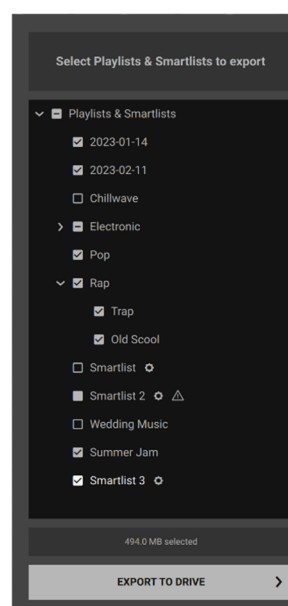 Select Playlists & Smartlists to export
Playlists & Smartlists
2023-01-14
2023-02-11
Chillwave
Electronic
Pop
Rap
Trap
Old Scool
Smartlist
Smartlist 2
Wedding Music
Summer Jam
Smartlist 3
494.0 MB selected
EXPORT TO DRIVE